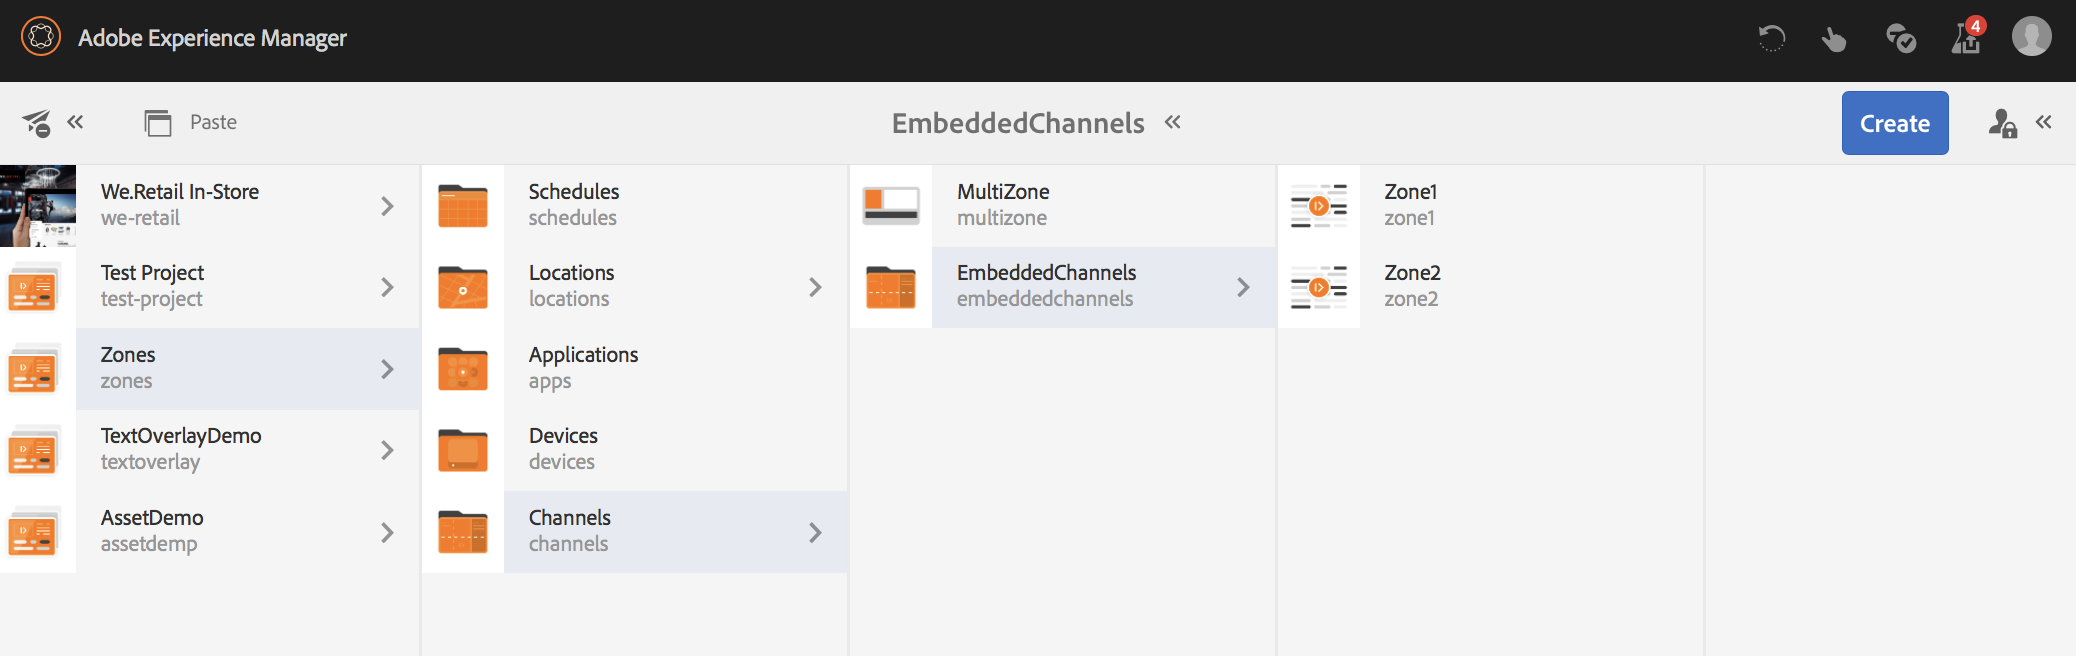 Adobe Experience Manager
4
Paste
EmbeddedChannels
Create
We.Retail In-Store
we-retail
Test Project
test-project
Zones
zones
TextOverlayDemo
textoverlay
AssetDemo
assetdemp
Schedules
schedules
Locations
locations
Applications
apps
Devices
devices
Channels
channels
MultiZone
multizone
EmbeddedChannels
embeddedchannels
Zone1
zone1
Zone2
zone2